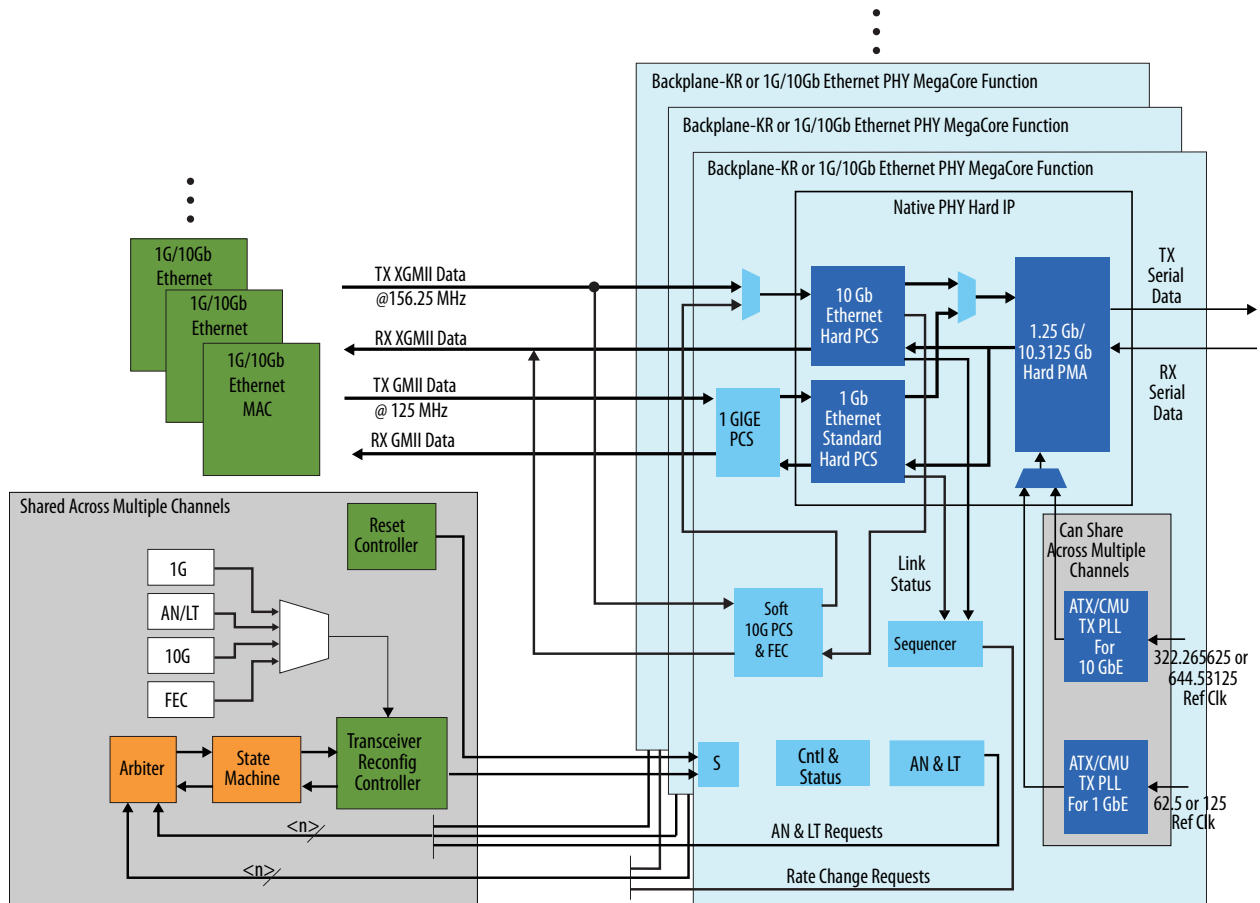 Backplane-KR or 1G/10Gb Ethernet PHY MegaCore Function
Backplane-KR or 1G/10Gb Ethernet PHY MegaCore Function
Backplane-KR or 1G/10Gb Ethernet PHY MegaCore Function
Native PHY Hard IP
1G/10Gb
Ethernet
1G/10Gb
Ethernet
1G/10Gb
Ethernet
MAC
TX XGMII Data
@156.25 MHz
RX XGMII Data
TX GMII Data
@ 125 MHz
RX GMII Data
10 Gb
Ethernet
Hard PCS
1 GIGE
PCS
1 Gb
Ethernet
Standard
Hard PCS
1.25 Gb/
10.3125 Gb
Hard PMA
TX
Serial
Data
RX
Serial
Data
Shared Across Multiple Channels
Reset
Controller
1G
AN/LT
10G
FEC
Arbiter
State
Machine
Transceiver
Reconfig
Controller
<n>
<n>
Soft
10G PCS
& FEC
Link
Status
Sequencer
S
Cntl &
Status
AN & LT
AN & LT Requests
Rate Change Requests
Can Share
Across Multiple
Channels
ATX/CMU
TX PLL
For
10 GbE
322.265625 or
644.53125
Ref Clk
ATX/CMU
TX PLL
For 1 GbE
62.5 or 125
Ref Clk